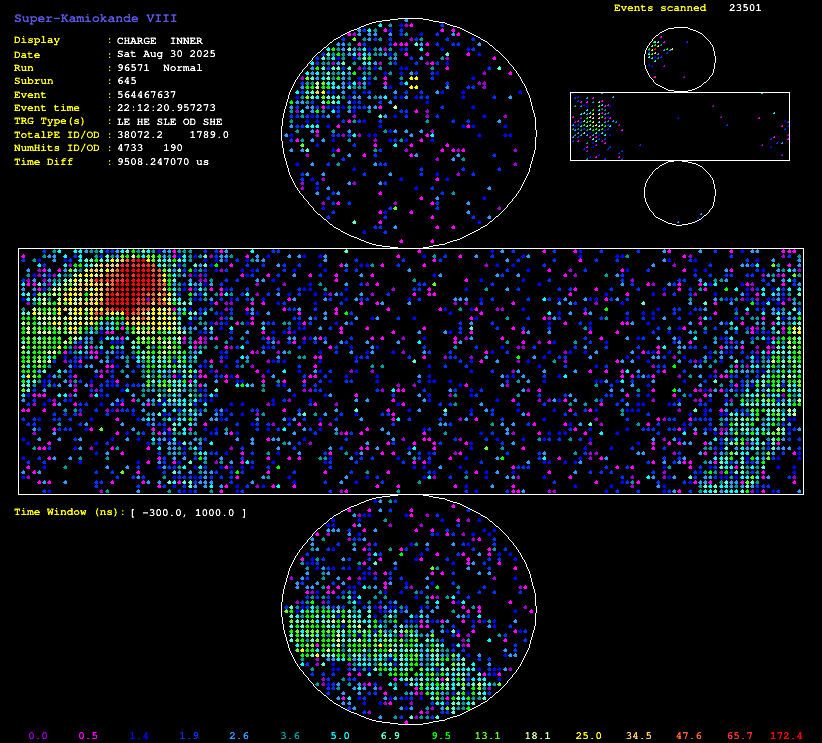 Super-Kamiokande VIII
Events scanned 23501
Display : CHARGE INNER
Date : Sat Aug 30 2025
Run : 96571 Normal
Subrun : 645
Event : 564467637
Event time : 22:12:20.957273
TRG Type(s) : LE HE SLE OD SHE
TotalPE ID/OD : 38072.2 1789.0
NumHits ID/OD : 4733 190
Time Diff : 9508.247070 us
Time Window (ns): [ -300.0, 1000.0 ]
0.0 0.5 1.4 1.9 2.6 3.6 5.0 6.9 9.5 13.1 18.1 25.0 34.5 47.6 65.7 172.4